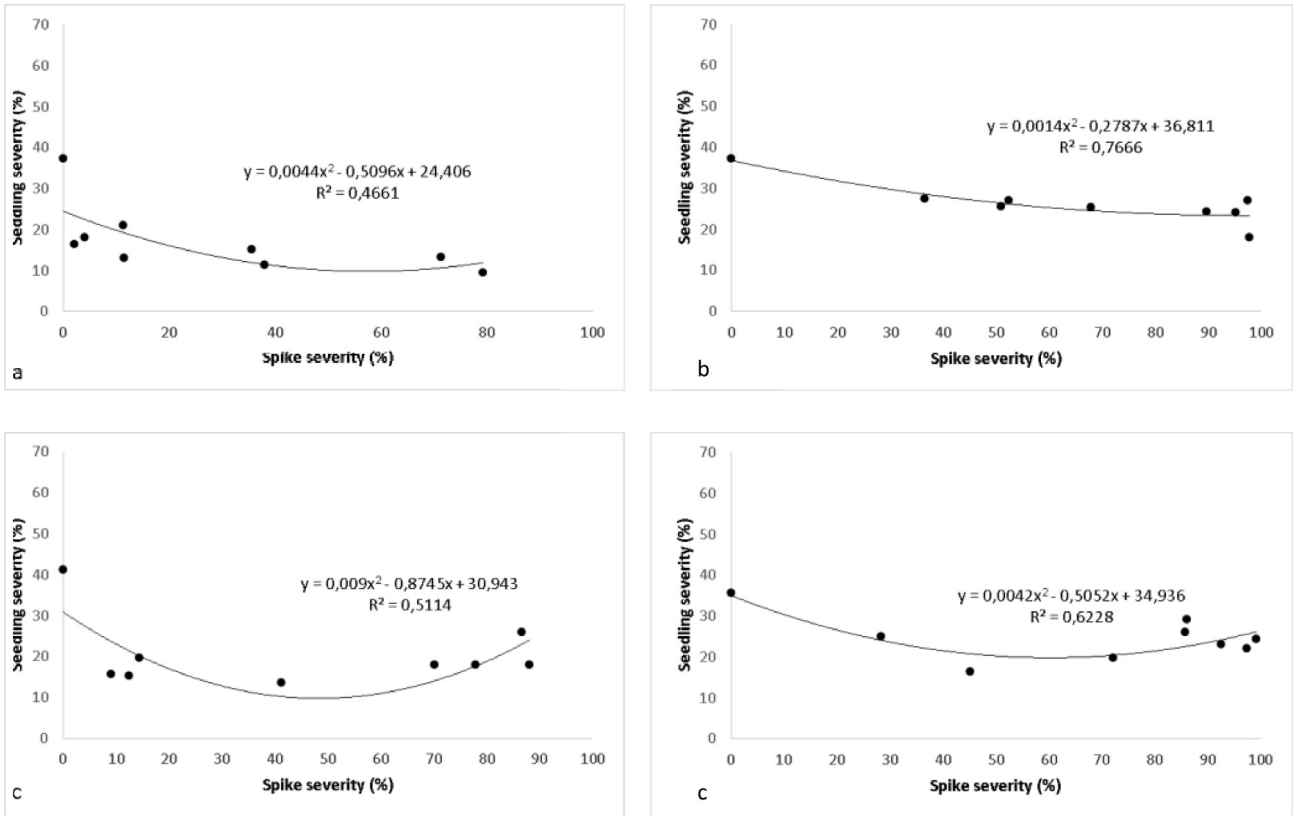 70
60
50
40
30
20
10
0
Seedling severity (%)
y = 0,0044x² - 0,5096x + 24,406
R² = 0,4661
0 20 40 60 80 100
Spike severity (%)
a
70
60
50
40
30
20
10
0
Seedling severity (%)
y = 0,0014x² - 0,2787x + 36,811
R² = 0,7666
0 10 20 30 40 50 60 70 80 90 100
Spike severity (%)
b
70
60
50
40
30
20
10
0
Seedling severity (%)
y = 0,009x² - 0,8745x + 30,943
R² = 0,5114
0 10 20 30 40 50 60 70 80 90 100
Spike severity (%)
c
70
60
50
40
30
20
10
0
Seedling severity (%)
y = 0,0042x² - 0,5052x + 34,936
R² = 0,6228
0 10 20 30 40 50 60 70 80 90 100
Spike severity (%)
c